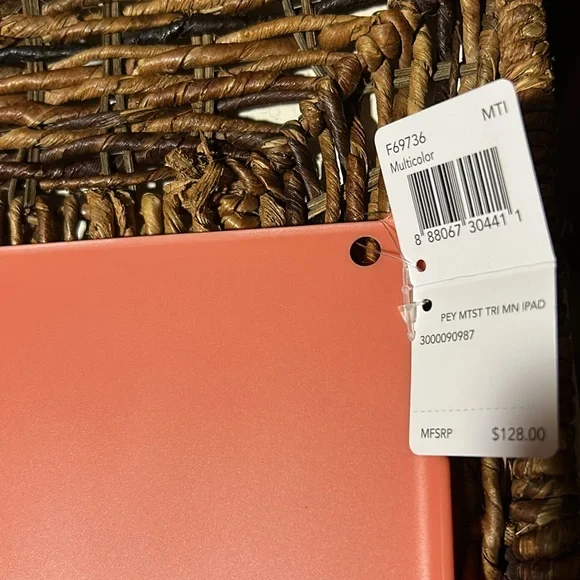 MTI
F69736
Multicolor
8 88067 30441 1
PEY MTST TRI MN IPAD
3000090987
MFSRP $128.00